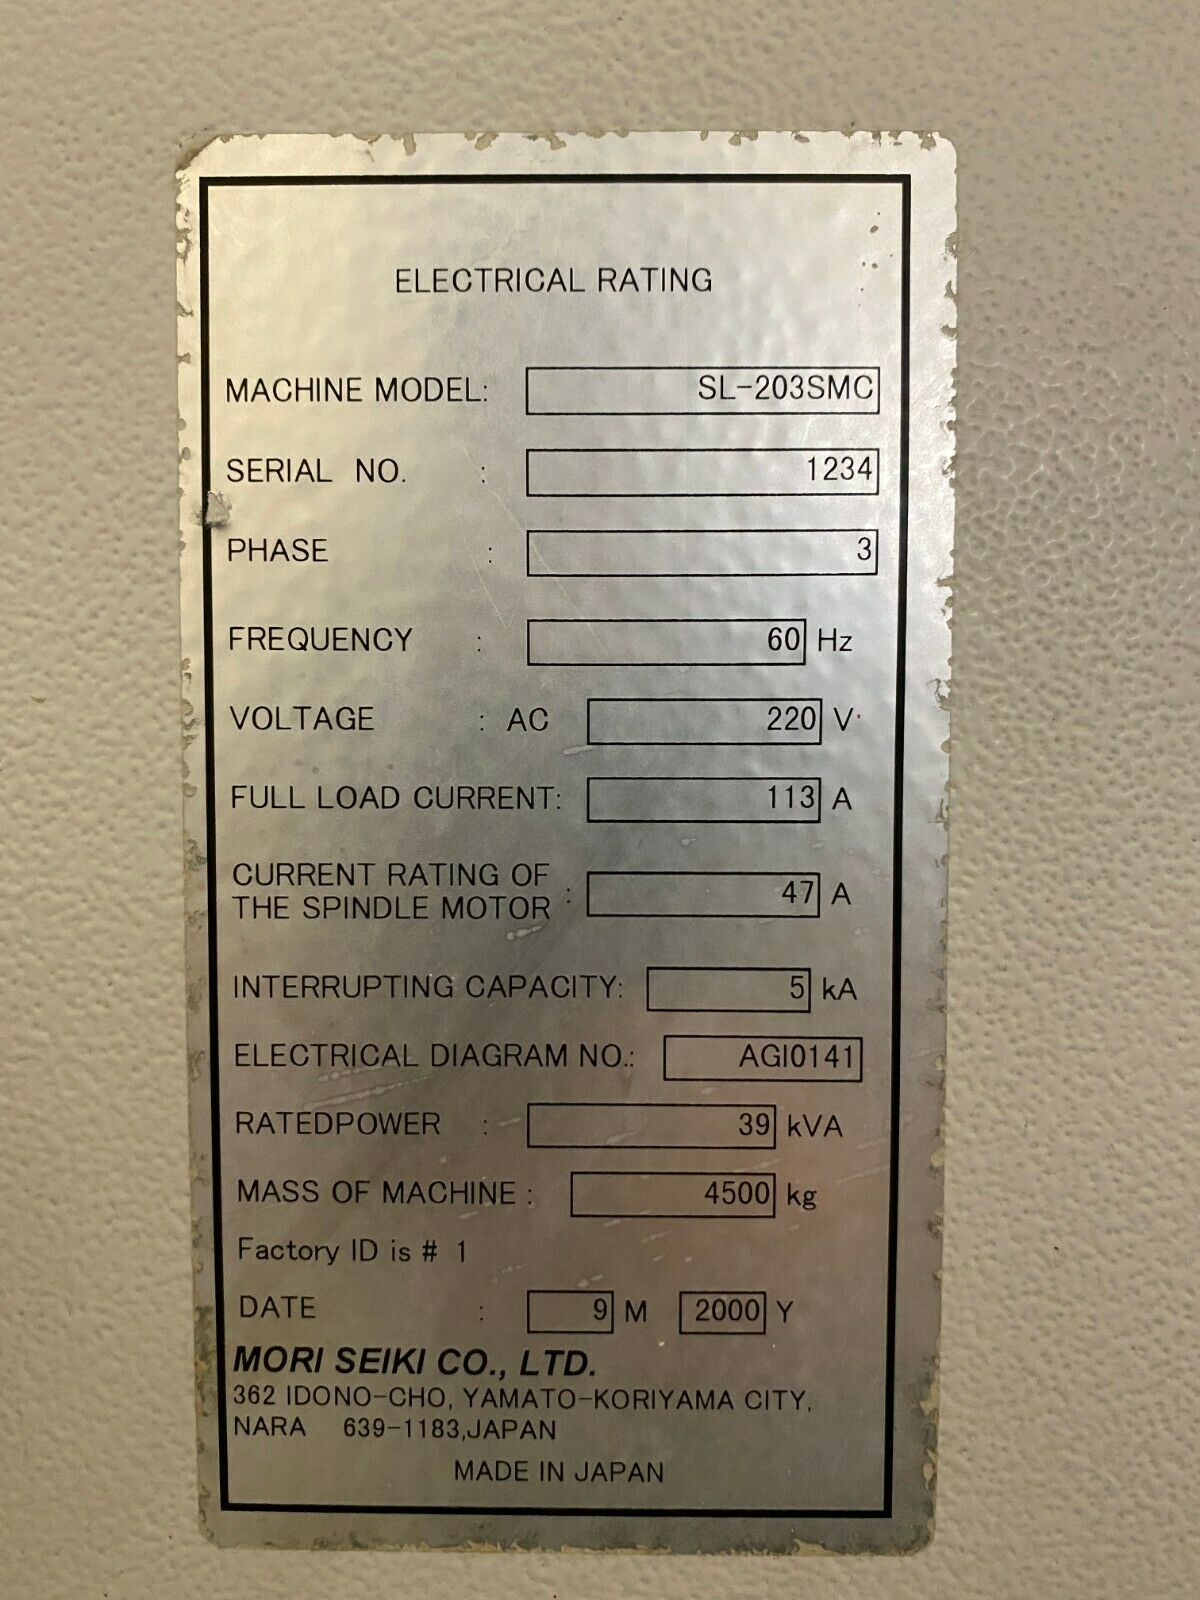 ELECTRICAL RATING
MACHINE MODEL: SL-203SMC
SERIAL NO. : 1234
PHASE : 3
FREQUENCY : 60 Hz
VOLTAGE : AC 220 V
FULL LOAD CURRENT: 113 A
CURRENT RATING OF
THE SPINDLE MOTOR : 47 A
INTERRUPTING CAPACITY: 5 kA
ELECTRICAL DIAGRAM NO.: AGI0141
RATEDPOWER : 39 kVA
MASS OF MACHINE : 4500 kg
Factory ID is # 1
DATE : 9 M 2000 Y
MORI SEIKI CO., LTD.
362 IDONO-CHO, YAMATO-KORIYAMA CITY,
NARA 639-1183,JAPAN
MADE IN JAPAN